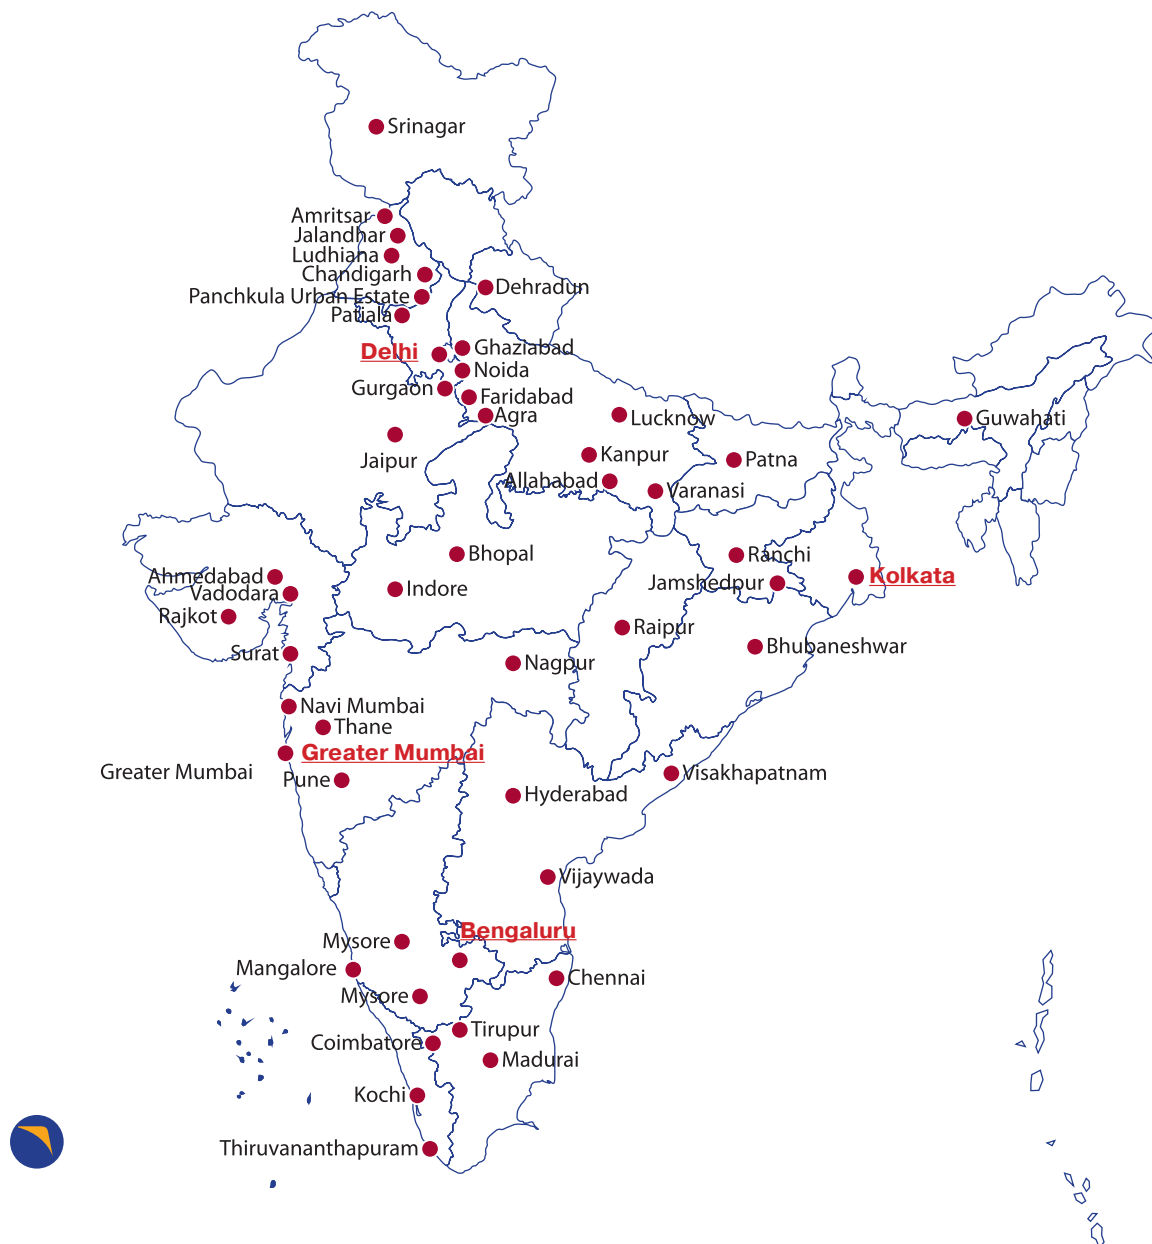 Srinagar
Amritsar
Jalandhar
Ludhiana
Chandigarh
Dehradun
Panchkula Urban Estate
Patiala
Delhi
Ghaziabad
Noida
Gurgaon
Faridabad
Agra
Lucknow
Guwahati
Jaipur
Kanpur
Patna
Allahabad
Varanasi
Bhopal
Ranchi
Ahmedabad
Jamshedpur
Kolkata
Vadodara
Indore
Rajkot
Raipur
Bhubaneshwar
Surat
Nagpur
Navi Mumbai
Thane
Greater Mumbai
Greater Mumbai
Pune
Visakhapatnam
Hyderabad
Vijaywada
Bengaluru
Mysore
Mangalore
Chennai
Mysore
Tirupur
Coimbatore
Madurai
Kochi
Thiruvananthapuram